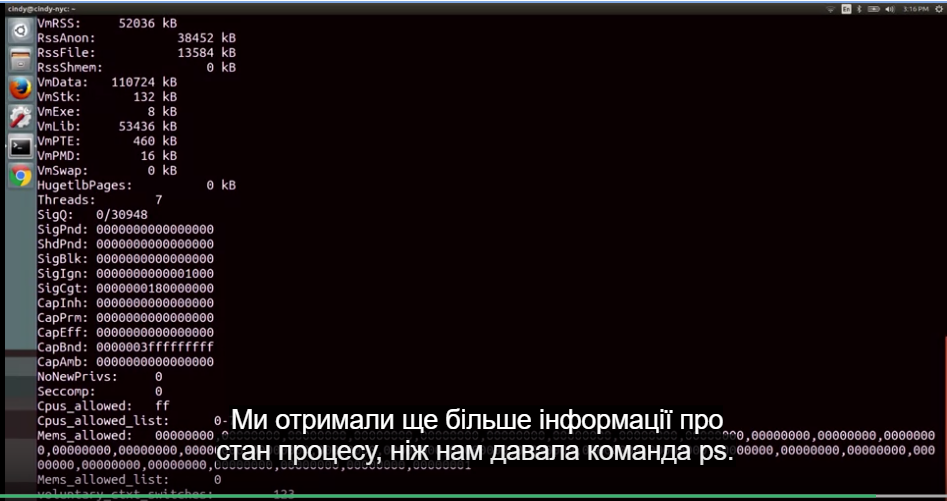 cindy@cindy-nyc: ~
En 3:16 PM
VmRSS: 52036 kB
RssAnon: 38452 kB
RssFile: 13584 kB
RssShmem: 0 kB
VmData: 110724 kB
VmStk: 132 kB
VmExe: 8 kB
VmLib: 53436 kB
VmPTE: 460 kB
VmPMD: 16 kB
VmSwap: 0 kB
HugetlbPages: 0 kB
Threads: 7
SigQ: 0/30948
SigPnd: 0000000000000000
ShdPnd: 0000000000000000
SigBlk: 0000000000000000
SigIgn: 0000000000001000
SigCgt: 0000000180000000
CapInh: 0000000000000000
CapPrm: 0000000000000000
CapEff: 0000000000000000
CapBnd: 0000003fffffffff
CapAmb: 0000000000000000
NoNewPrivs: 0
Seccomp: 0
Cpus_allowed: ff
Cpus_allowed_list: 0-
Mems_allowed: 00000000,
00,00000000,00000000,0000000
0,00000000,00000000,0000
00000,00000000,000
00000,00000000,00000000,00000000,00000000,00000000,00000001
Mems_allowed_list: 0
voluntary_ctxt_switches: 123
Ми отримали ще більше інформації про
стан процесу, ніж нам давала команда ps.